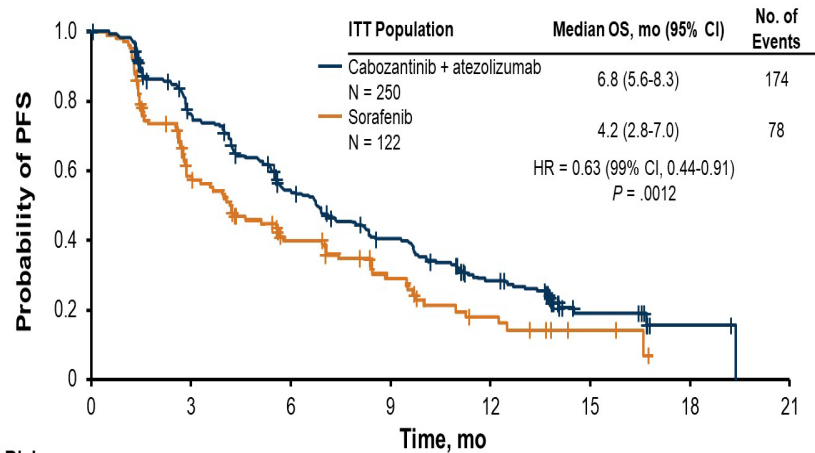 No. of
ITT Population Median OS, mo (95% CI) Events
Cabozantinib + atezolizumab
N = 250 6.8 (5.6-8.3) 174
Sorafenib
N = 122 4.2 (2.8-7.0) 78
HR = 0.63 (99% CI, 0.44-0.91)
P = .0012
Probability of PFS
1.0
0.8
0.6
0.4
0.2
0
0 3 6 9 12 15 18 21
Time, mo